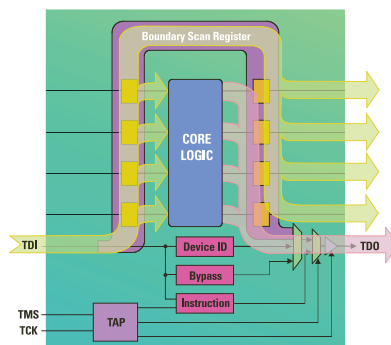 Boundary Scan Register
CORE
LOGIC
TDI
Device ID
TDO
Bypass
Instruction
TMS
TCK
TAP